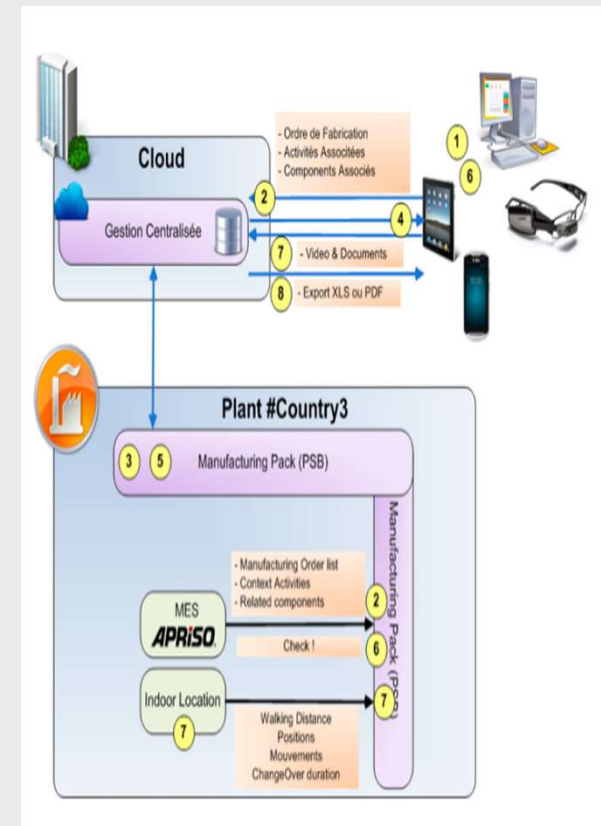 - Ordre de Fabrication
- Activités Associtées
- Components Associés
1
6
Cloud
2
4
Gestion Centralisée
7
- Video & Documents
8
- Export XLS ou PDF
Plant #Country3
3
5
Manufacturing Pack (PSB)
Manufacturing Pack (PSB)
- Manufacturing Order list
- Context Activities
- Related components
2
MES
APRISO.
Check !
6
Indoor Location
7
7
Walking Distance
Positions
Mouvements
ChangeOver duration